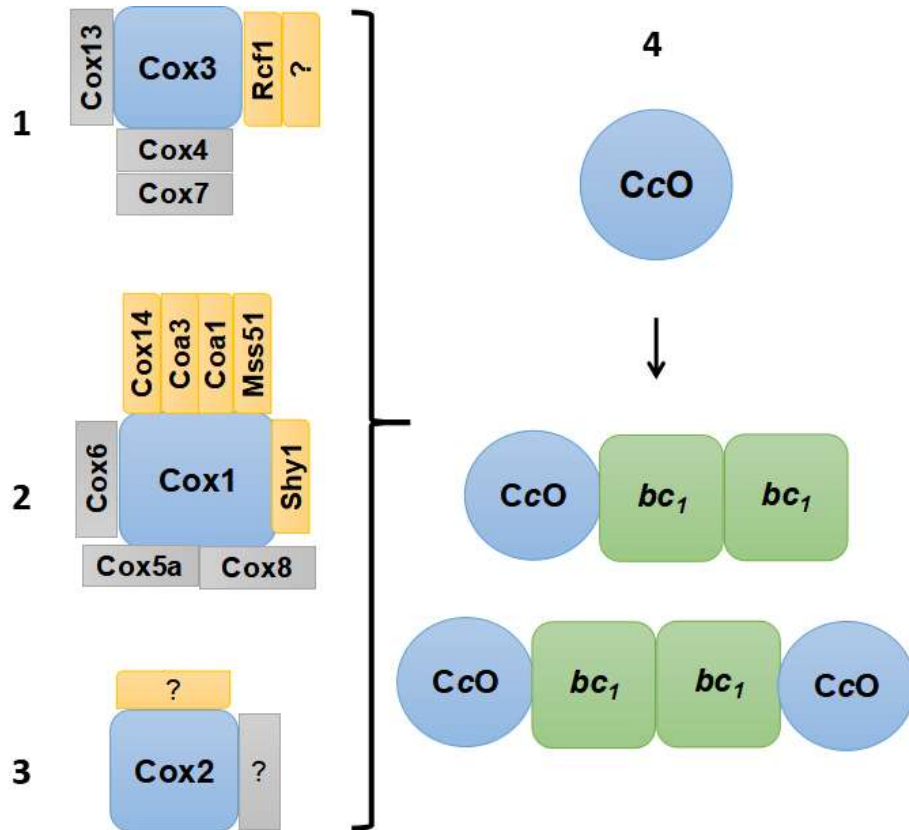 1
Cox13
Cox3
Rcf1
?
Cox4
Cox7
2
Cox14
Coa3
Coa1
Mss51
Cox6
Cox1
Shy1
Cox5a
Cox8
3
?
Cox2
?
4
CcO
CcO
bc1
bc1
CcO
bc1
bc1
CcO